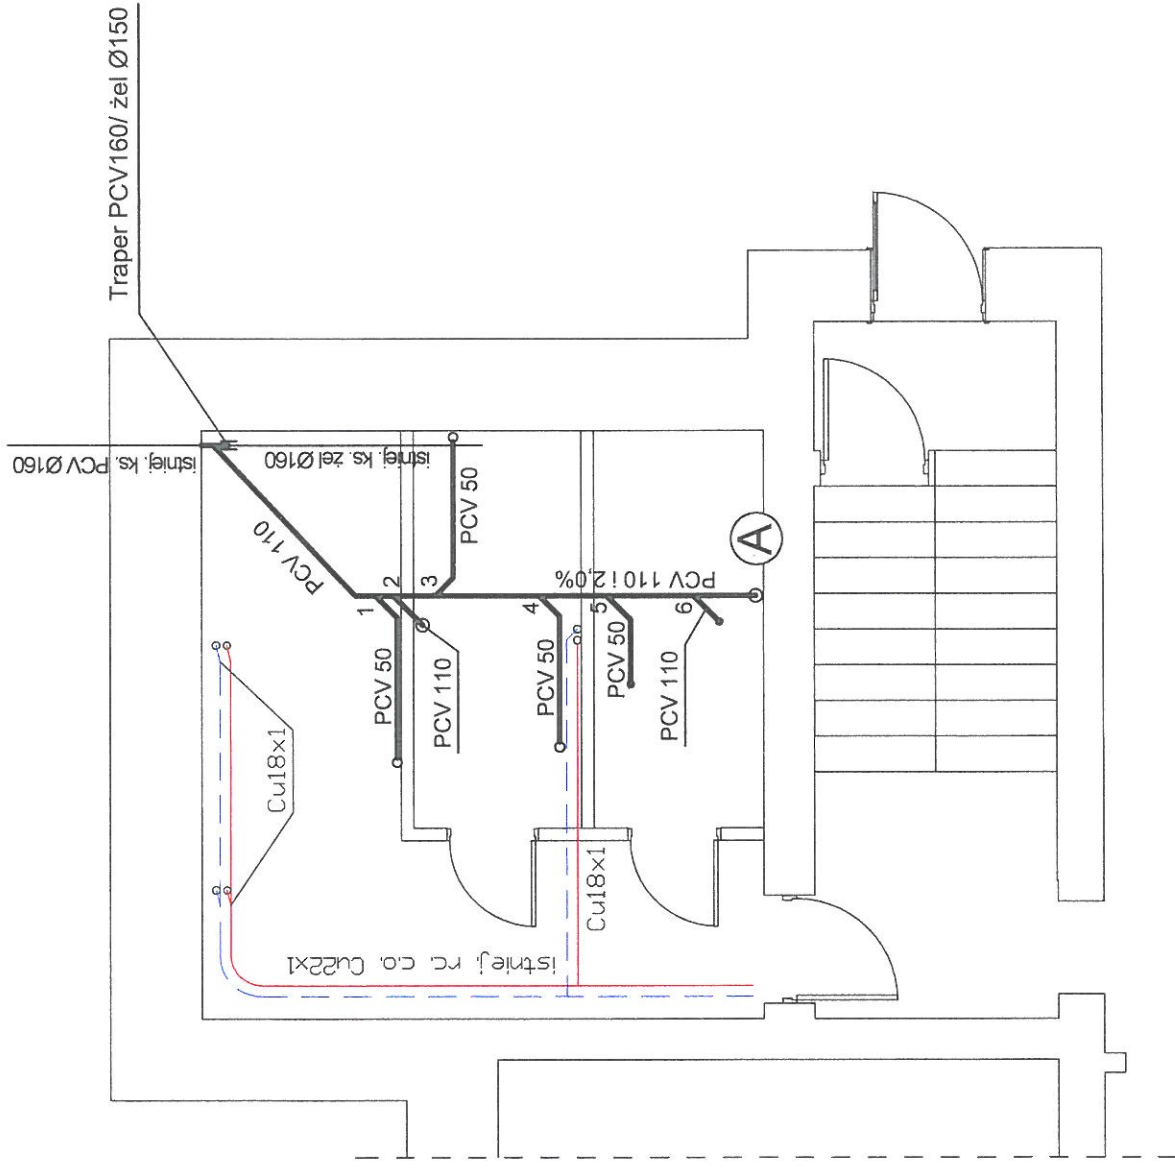 Traper PCV160/ żel Ø150
istniej. ks. PCV Ø160
istniej. ks. żel Ø160
PCV 110
1
2
3
PCV 50
PCV 50
PCV 110
4
PCV 50
5
PCV 50
6
PCV 110
PCV 110 i 2,0%
A
Cu18x1
Cu18x1
istniej. rc. c.o. Cu22x1